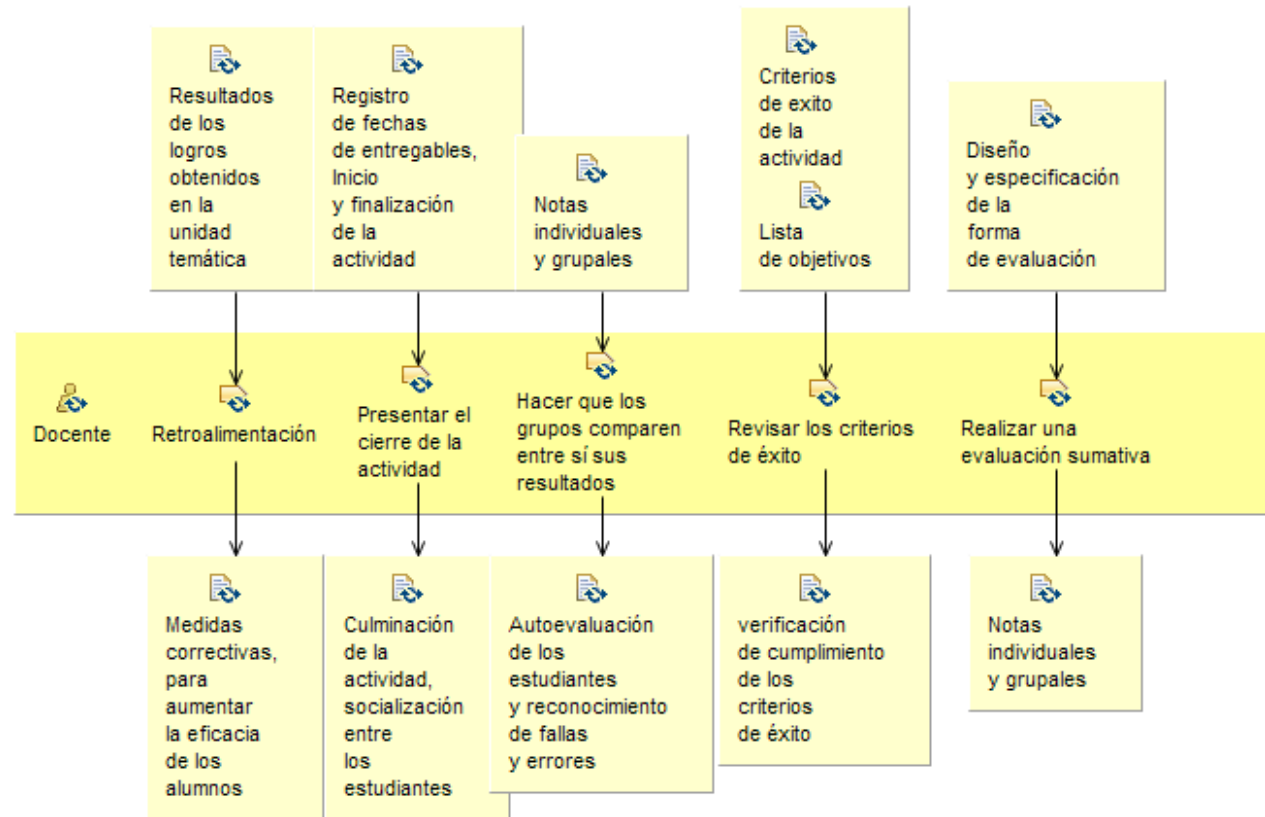 Resultados
de los
logros
obtenidos
en la
unidad
temática
Registro
de fechas
de entregables,
Inicio
y finalización
de la
actividad
Notas
individuales
y grupales
Criterios
de exito
de la
actividad
Lista
de objetivos
Diseño
y especificación
de la
forma
de evaluación
Docente
Retroalimentación
Presentar el
cierre de la
actividad
Hacer que los
grupos comparen
entre sí sus
resultados
Revisar los criterios
de éxito
Realizar una
evaluación sumativa
Medidas
correctivas,
para
aumentar
la eficacia
de los
alumnos
Culminación
de la
actividad,
socialización
entre
los
estudiantes
Autoevaluación
de los
estudiantes
y reconocimiento
de fallas
y errores
verificación
de cumplimiento
de los
criterios
de éxito
Notas
individuales
y grupales